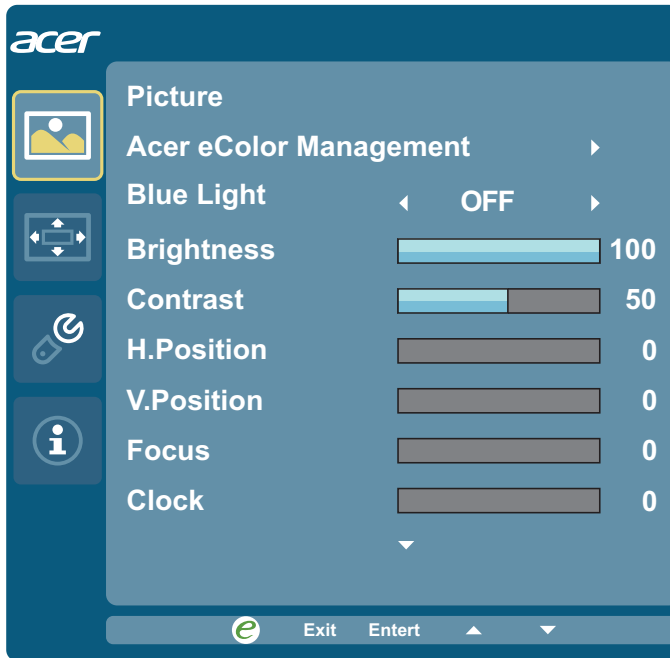 acer
Picture
Acer eColor Management
Blue Light OFF
Brightness 100
Contrast 50
H.Position 0
V.Position 0
Focus 0
Clock 0
e Exit Entert